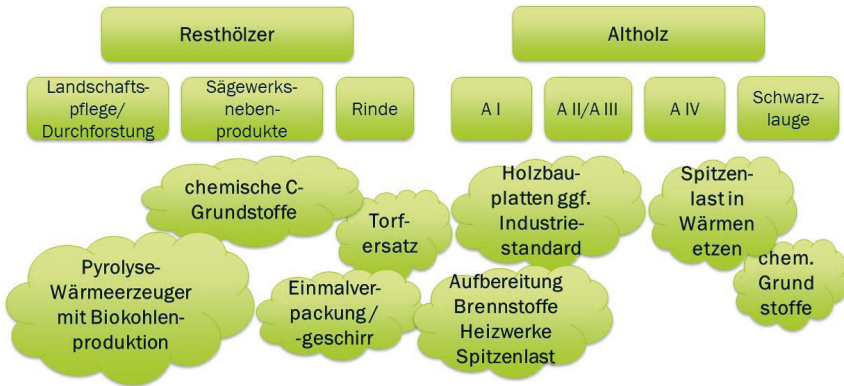 Resthölzer
Altholz
Landschafts-
pflege/
Durchforstung
Sägewerks-
neben-
produkte
Rinde
A I
A II/A III
A IV
Schwarz-
lauge
chemische C-
Grundstoffe
Torf-
ersatz
Holzbau-
platten ggf.
Industrie-
standard
Spitzen-
last in
Wärmen
etzen
chem.
Grund
stoffe
Pyrolyse-
Wärmeerzeuger
mit Biokohlen-
produktion
Einmalver-
packung /
-geschirr
Aufbereitung
Brennstoffe
Heizwerke
Spitzenlast